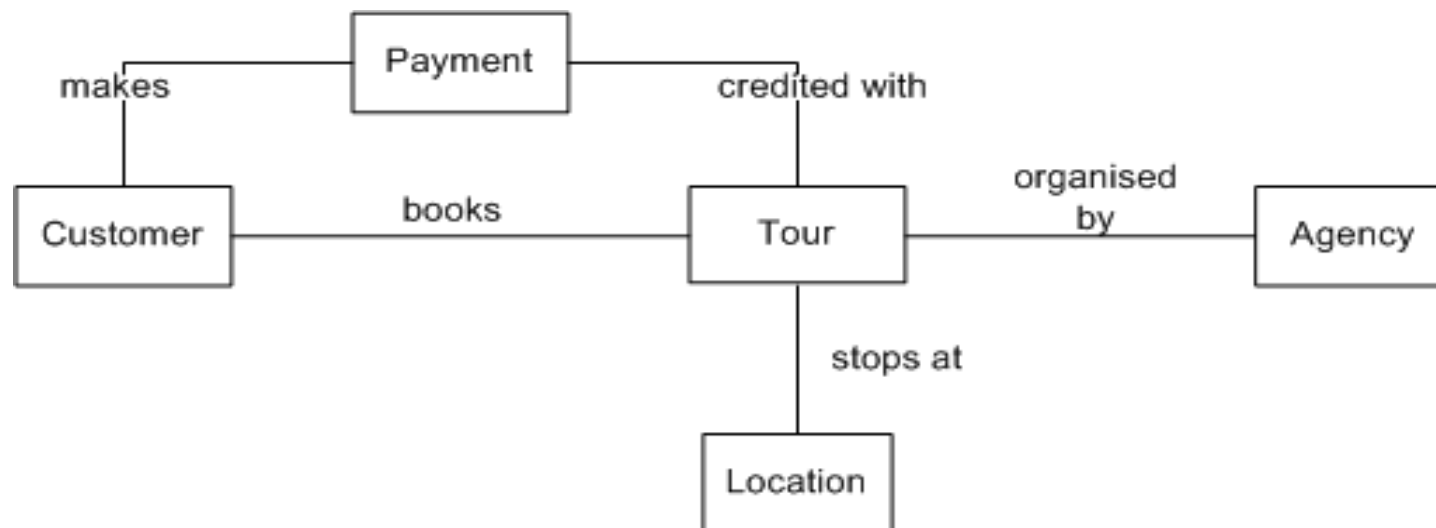 Payment
makes
credited with
organised
by
Customer
books
Tour
Agency
stops at
Location